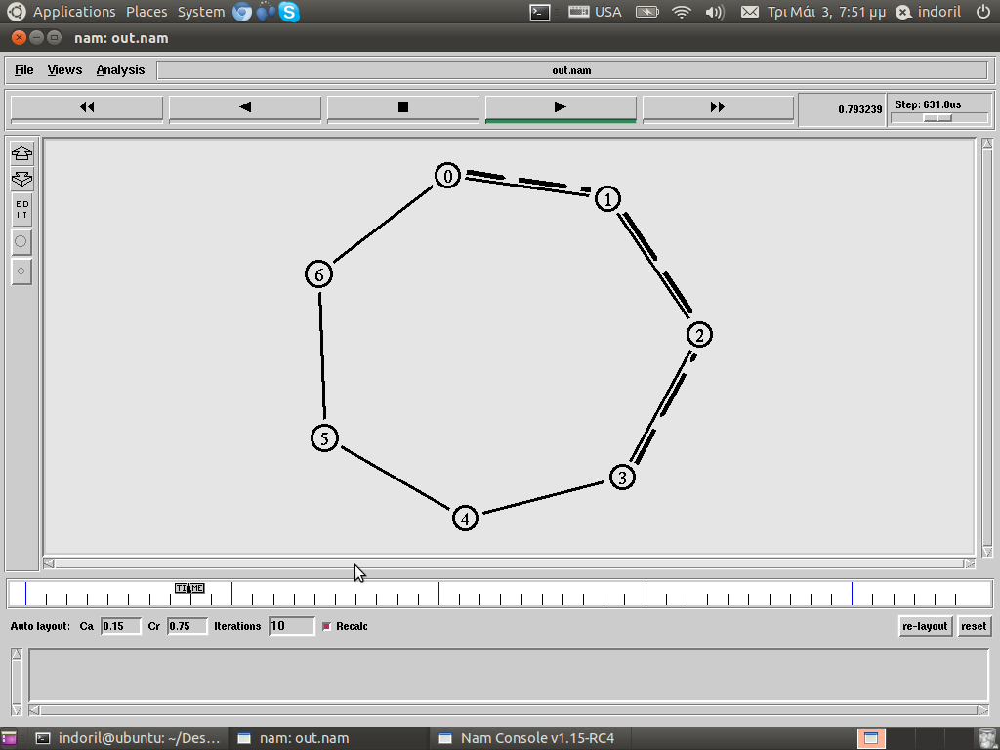 Applications Places System USA Τρι Μάι 3, 7:51 μμ indoril
nam: out.nam
File Views Analysis out.nam
0.793239 Step: 631.0us
ED
IT
0
1
6
2
5
3
4
TIME
Auto layout: Ca 0.15 Cr 0.75 Iterations 10 Recalc re-layout reset
indoril@ubuntu: ~/Des... nam: out.nam Nam Console v1.15-RC4